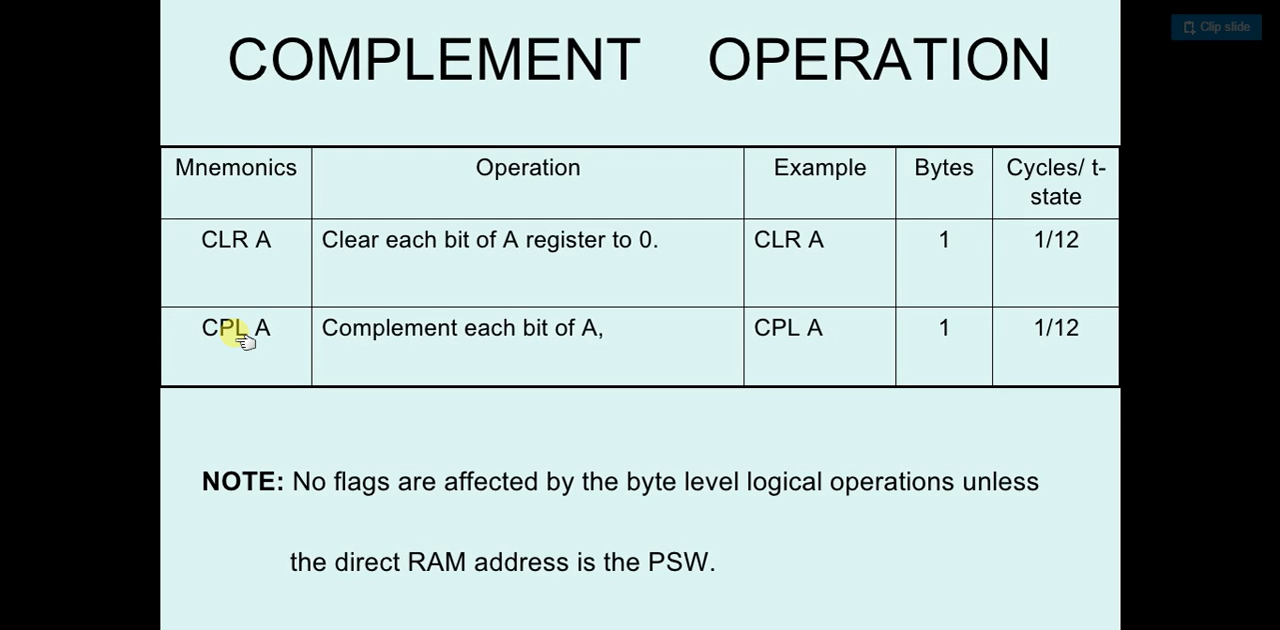 Clip slide
COMPLEMENT OPERATION
Mnemonics Operation Example Bytes Cycles/ t-
state
CLR A Clear each bit of A register to 0. CLR A 1 1/12
CPL A Complement each bit of A, CPL A 1 1/12
NOTE: No flags are affected by the byte level logical operations unless
the direct RAM address is the PSW.